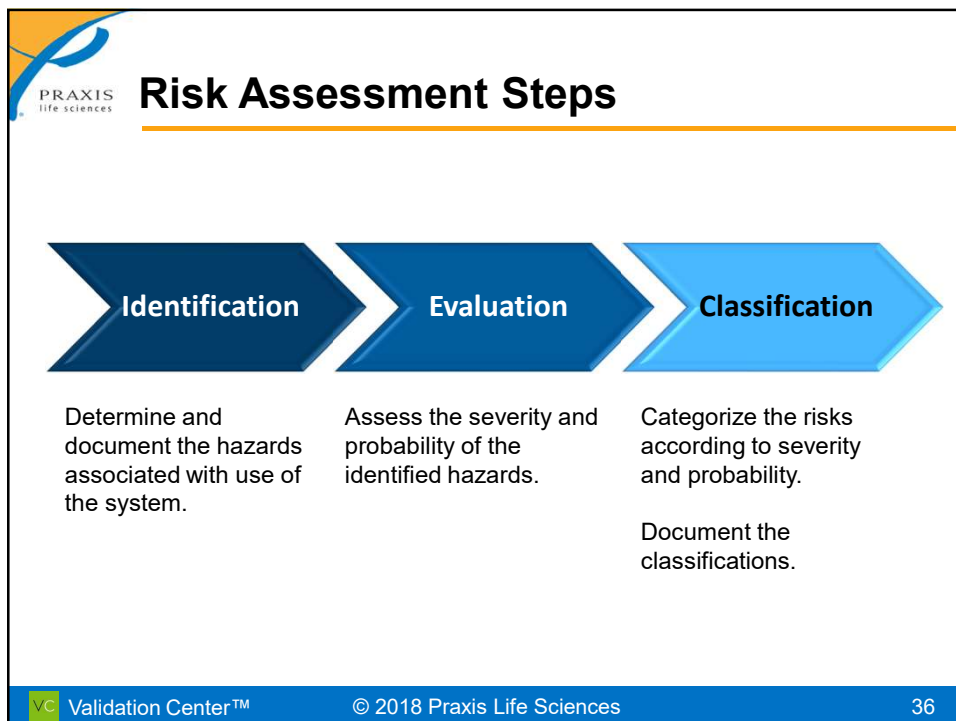 PRAXIS
life sciences
Risk Assessment Steps
Identification
Determine and
document the hazards
associated with use of
the system.
Evaluation
Assess the severity and
probability of the
identified hazards.
Classification
Categorize the risks
according to severity
and probability.
Document the
classifications.
VC Validation Center™ © 2018 Praxis Life Sciences 36